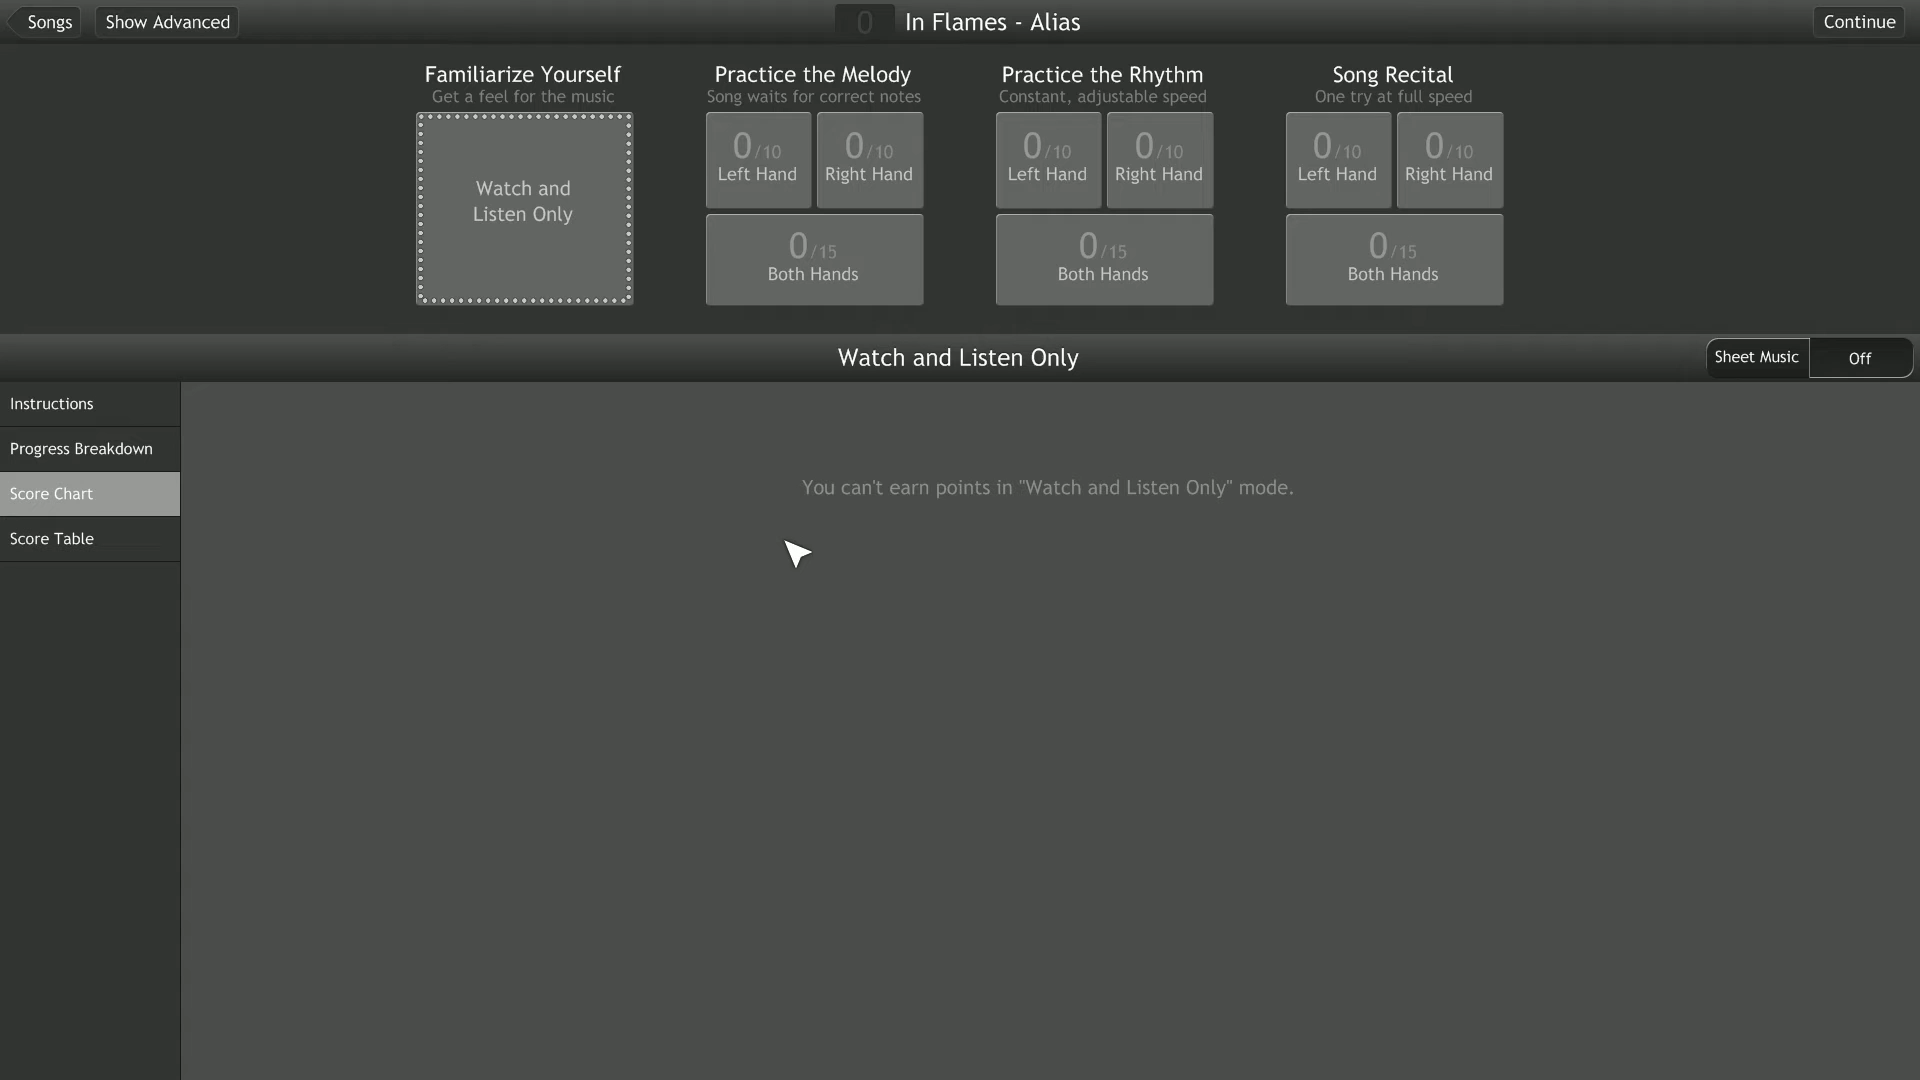 Songs
Show Advanced
0
In Flames - Alias
Continue
Familiarize Yourself
Get a feel for the music
Watch and
Listen Only
Practice the Melody
Song waits for correct notes
0/10
Left Hand
0/10
Right Hand
0/15
Both Hands
Practice the Rhythm
Constant, adjustable speed
0/10
Left Hand
0/10
Right Hand
0/15
Both Hands
Song Recital
One try at full speed
0/10
Left Hand
0/10
Right Hand
0/15
Both Hands
Watch and Listen Only
Sheet Music
Off
Instructions
Progress Breakdown
Score Chart
Score Table
You can't earn points in "Watch and Listen Only" mode.